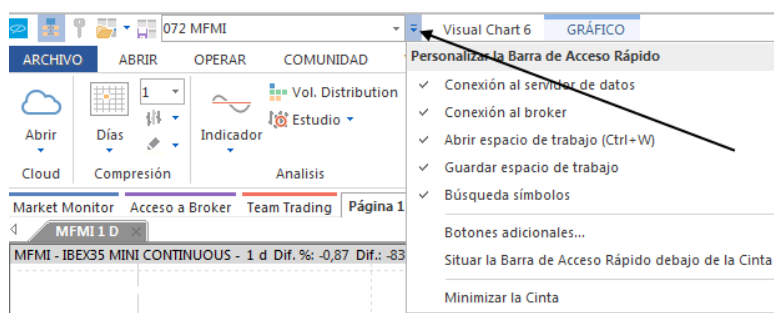 072 MFMI
Visual Chart 6 GRÁFICO
ARCHIVO ABRIR OPERAR COMUNIDAD
Personalizar la Barra de Acceso Rápido
Conexión al servidor de datos
Conexión al broker
Abrir espacio de trabajo (Ctrl+W)
Guardar espacio de trabajo
Búsqueda símbolos
Botones adicionales...
Situar la Barra de Acceso Rápido debajo de la Cinta
Minimizar la Cinta
1
Vol. Distribution
Estudio
Abrir Días Indicador
Cloud Compresión Analisis
Market Monitor Acceso a Broker Team Trading Página 1
MFMI 1 D
MFMI - IBEX35 MINI CONTINUOUS - 1 d Dif. %: -0,87 Dif.: -83